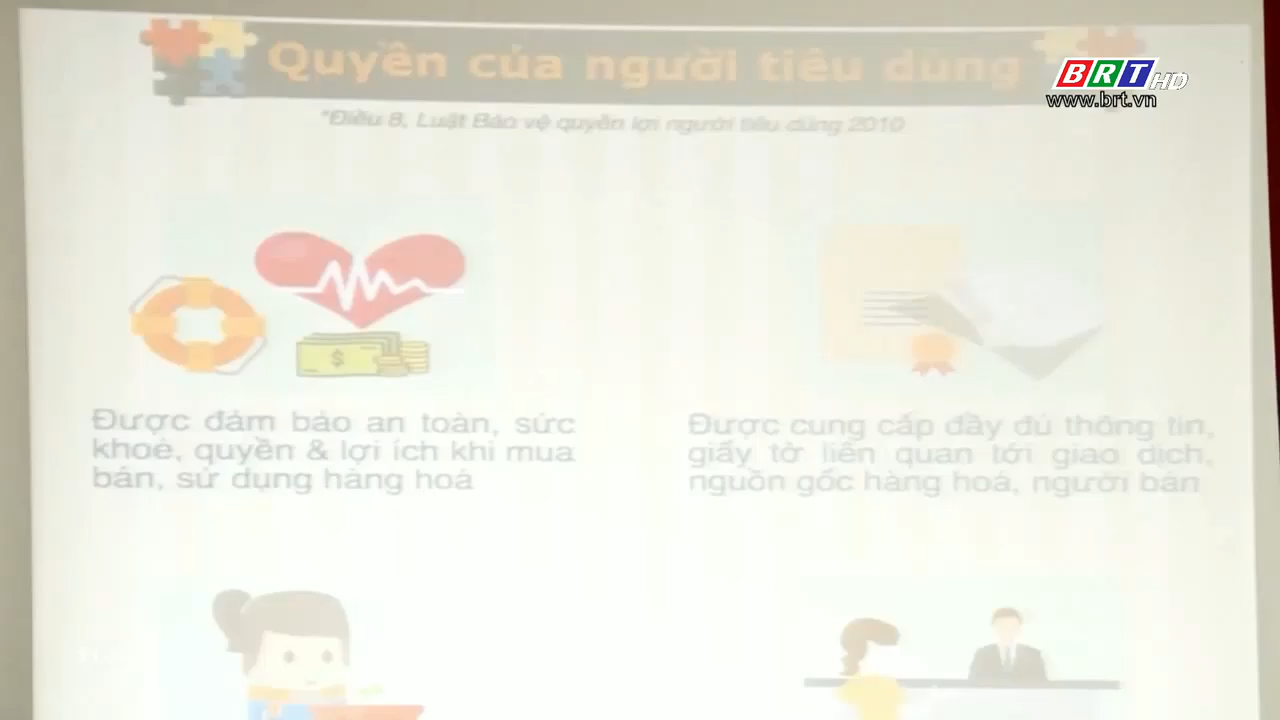 Quyền của người tiêu dùng
BRT HD
www.brt.vn
*Điều 8, Luật Bảo vệ quyền lợi người tiêu dùng 2010
$
Được đảm bảo an toàn, sức
khoẻ, quyền & lợi ích khi mua
bán, sử dụng hàng hoá
Được cung cấp đầy đủ thông tin,
giấy tờ liên quan tới giao dịch,
nguồn gốc hàng hoá, người bán